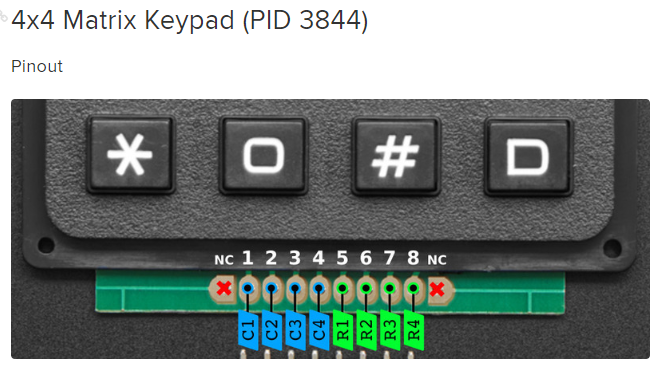 4x4 Matrix Keypad (PID 3844)
Pinout
* 0 # D
NC 1 2 3 4 5 6 7 8 NC
C1 C2 C3 C4 R1 R2 R3 R4